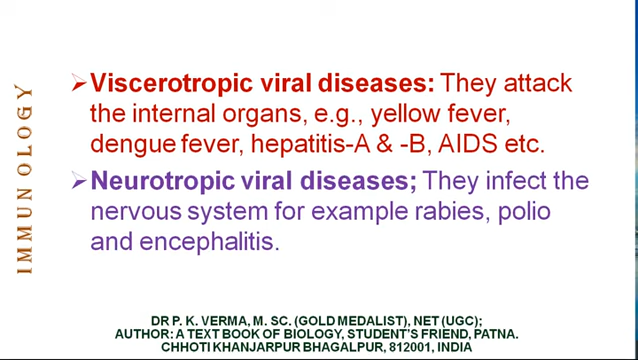 IMMUNOLOGY
➢Viscerotropic viral diseases: They attack
the internal organs, e.g., yellow fever,
dengue fever, hepatitis-A & -B, AIDS etc.
➢Neurotropic viral diseases; They infect the
nervous system for example rabies, polio
and encephalitis.
DR P. K. VERMA, M. SC. (GOLD MEDALIST), NET (UGC);
AUTHOR: A TEXT BOOK OF BIOLOGY, STUDENT'S FRIEND, PATNA.
CHHOTI KHANJARPUR BHAGALPUR, 812001, INDIA